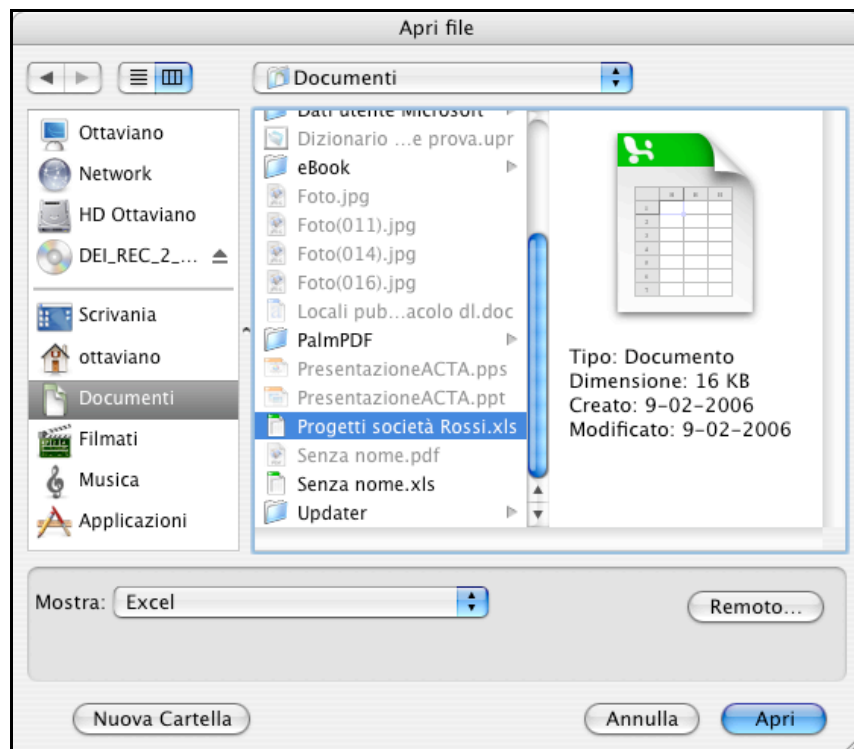 Apri file
Documenti
Ottaviano
Network
HD Ottaviano
DEI_REC_2_...
Scrivania
ottaviano
Documenti
Filmati
Musica
Applicazioni
Dati utente Microsoft
Dizionario ...e prova.upr
eBook
Foto.jpg
Foto(011).jpg
Foto(014).jpg
Foto(016).jpg
Locali pub...acolo dl.doc
PalmPDF
PresentazioneACTA.pps
PresentazioneACTA.ppt
Progetti società Rossi.xls
Senza nome.pdf
Senza nome.xls
Updater
Tipo: Documento
Dimensione: 16 KB
Creato: 9-02-2006
Modificato: 9-02-2006
Mostra: Excel
Remoto...
Nuova Cartella
Annulla
Apri